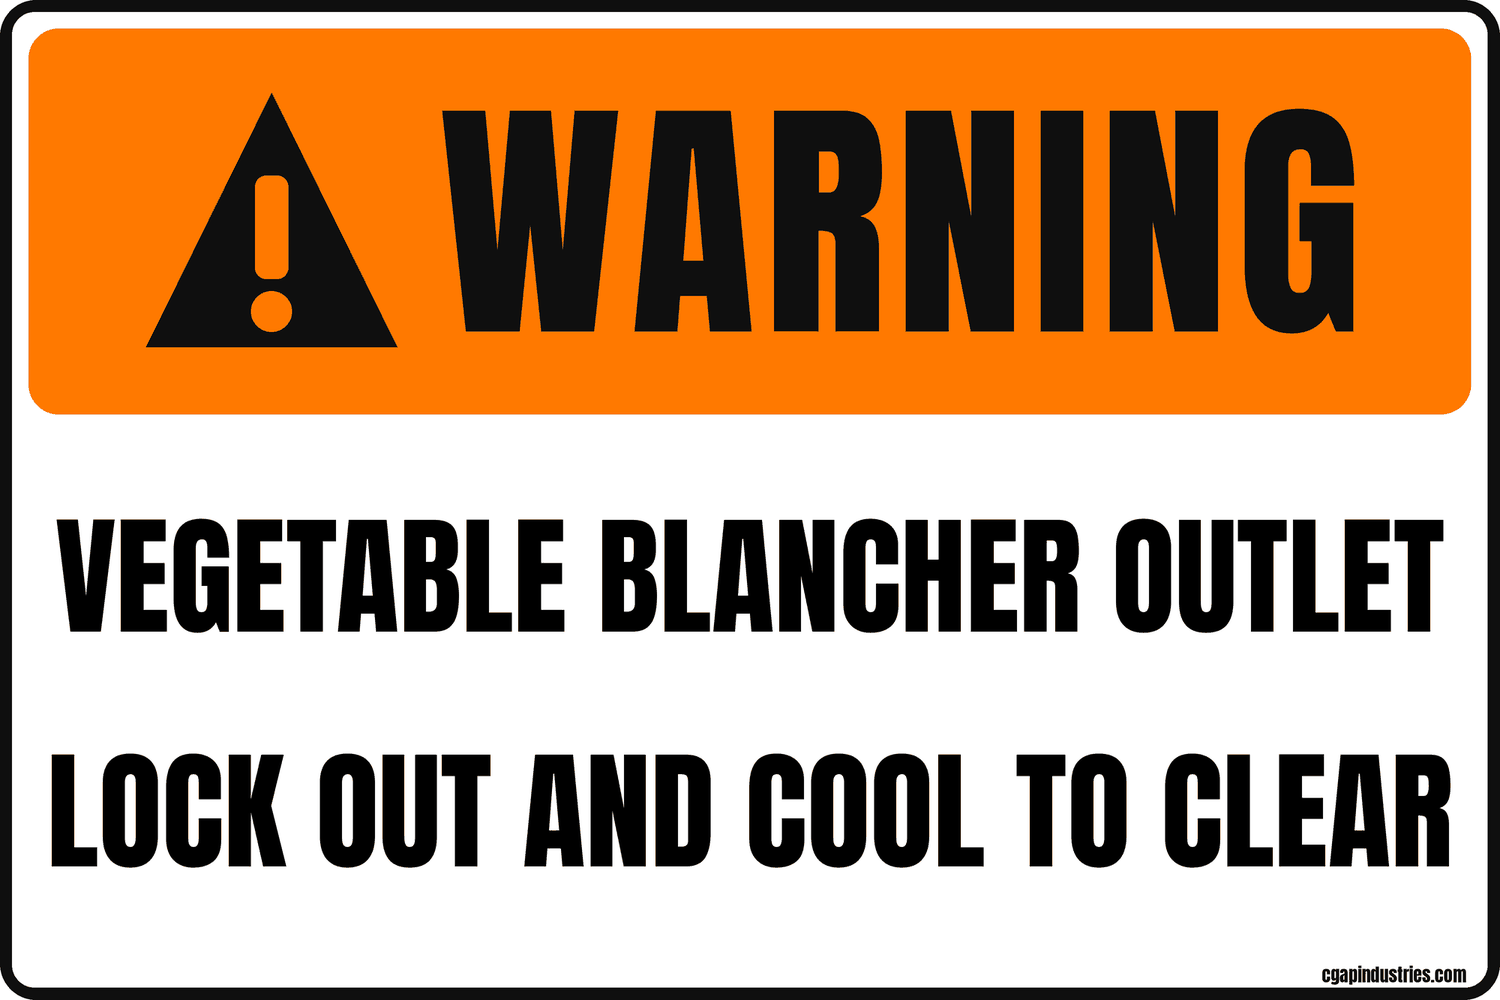 WARNING
VEGETABLE BLANCHER OUTLET
LOCK OUT AND COOL TO CLEAR
cgapindustries.com